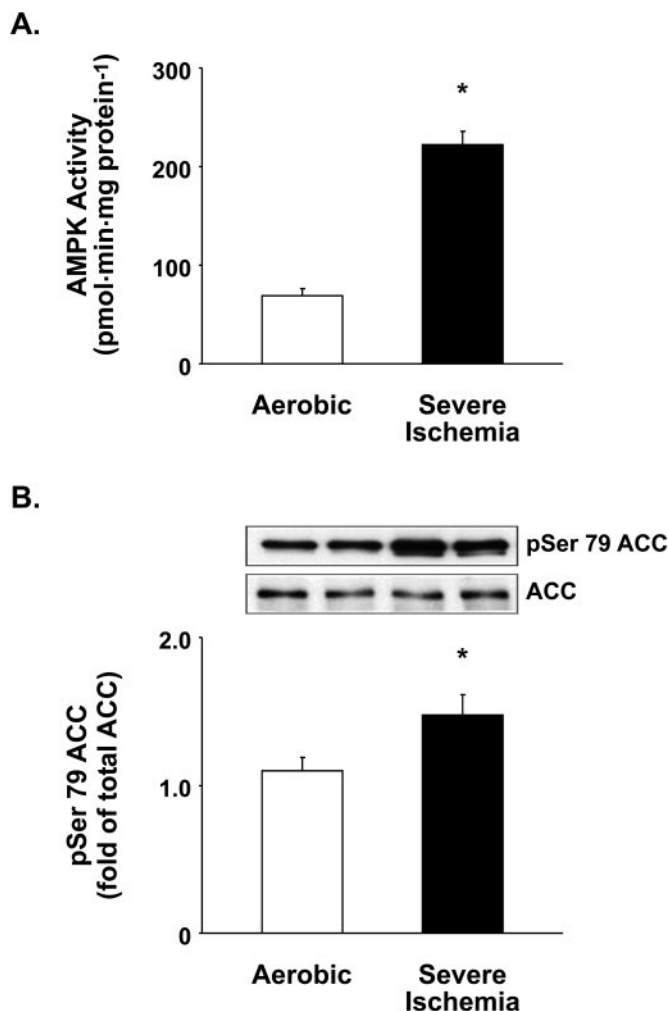 A.
AMPK Activity
(pmol·min·mg protein-1)
300
200
100
0
*
Aerobic
Severe
Ischemia
B.
pSer 79 ACC
ACC
pSer 79 ACC
(fold of total ACC)
2.0
1.0
0
*
Aerobic
Severe
Ischemia